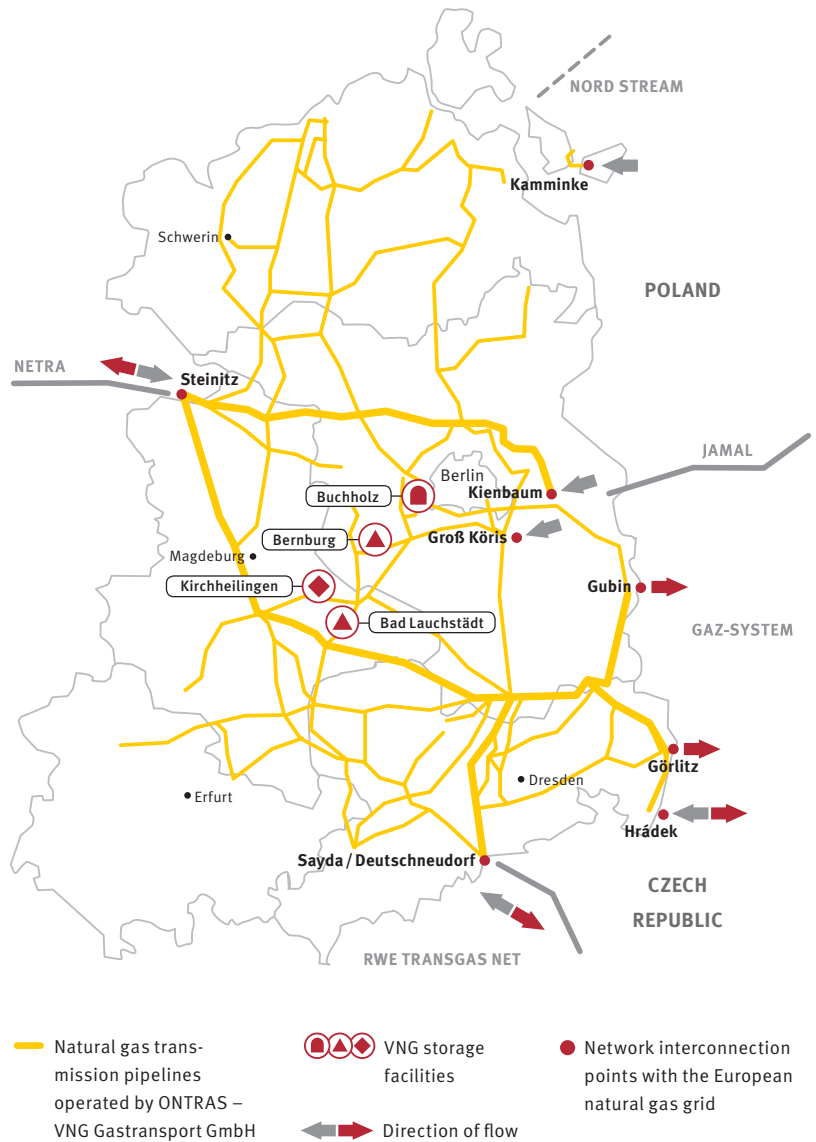 NORD STREAM
Kamminke
Schwerin
POLAND
NETRA
Steinitz
JAMAL
Berlin
Kienbaum
Buchholz
Bernburg
Groß Köris
Magdeburg
Kirchheilingen
Gubin
Bad Lauchstädt
GAZ-SYSTEM
Görlitz
Dresden
Erfurt
Hrádek
Sayda / Deutschneudorf
CZECH
REPUBLIC
RWE TRANSGAS NET
Natural gas trans-
mission pipelines
operated by ONTRAS –
VNG Gastransport GmbH
VNG storage
facilities
Direction of flow
Network interconnection
points with the European
natural gas grid